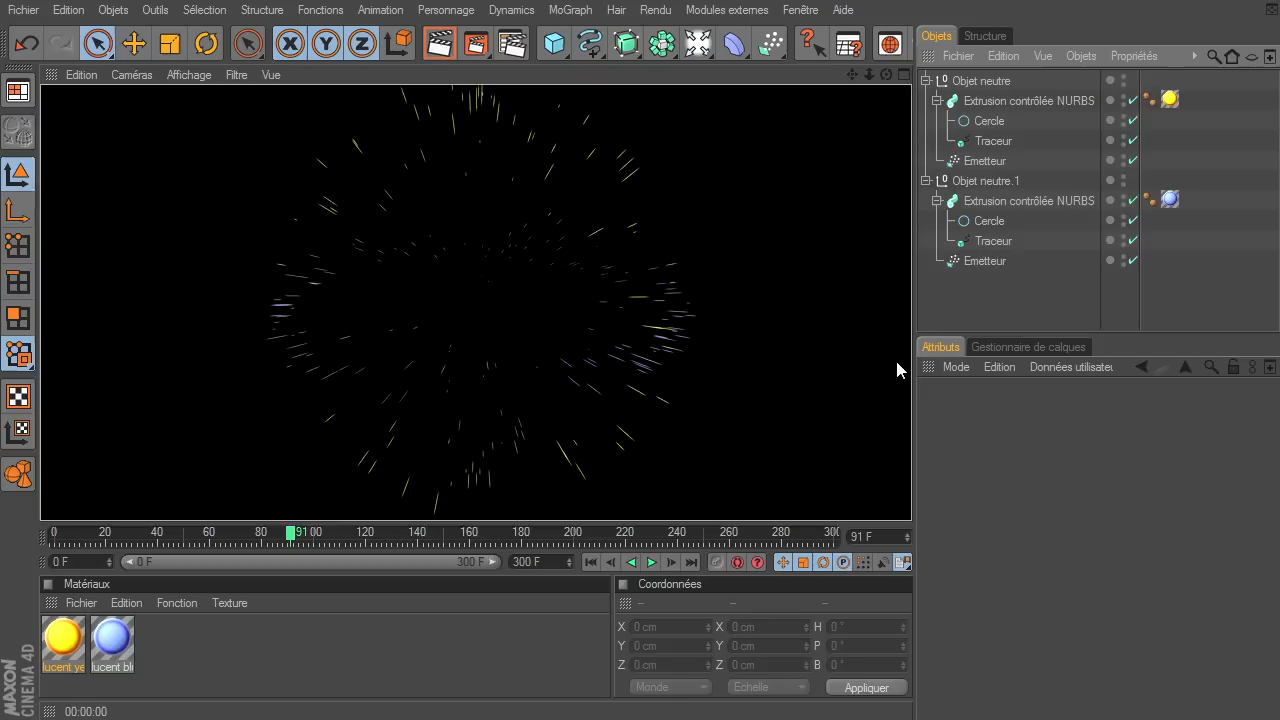 Fichier Edition Objets Outils Sélection Structure Fonctions Animation Personnage Dynamics MoGraph Hair Rendu Modules externes Fenêtre Aide
Edition Caméras Affichage Filtre Vue
0 20 40 60 80 91 00 120 140 160 180 200 220 240 260 280 30(
91 F
0 F
0 F 300 F
300 F
Matériaux
Fichier Edition Fonction Texture
lucent ye
lucent bli
Coordonnées
-- -- --
X 0 cm X 0 cm H 0 °
Y 0 cm Y 0 cm P 0 °
Z 0 cm Z 0 cm B 0 °
Monde Echelle Appliquer
MAXON
CINEMA 4D
00:00:00
Objets Structure
Fichier Edition Vue Objets Propriétés
Objet neutre
Extrusion contrôlée NURBS
Cercle
Traceur
Emetteur
Objet neutre.1
Extrusion contrôlée NURBS
Cercle
Traceur
Emetteur
Attributs Gestionnaire de calques
Mode Edition Données utilisateu